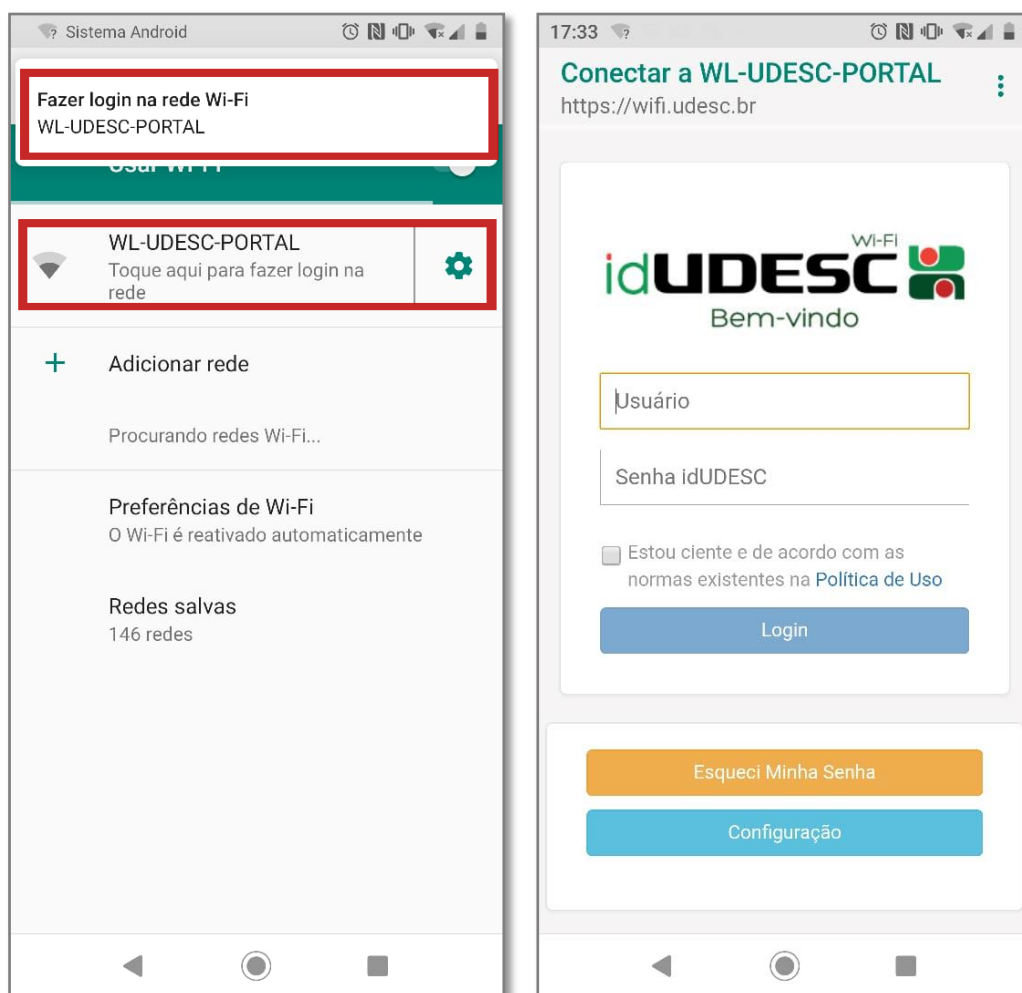 Sistema Android
Fazer login na rede Wi-Fi
WL-UDESC-PORTAL
Usar Wi-Fi
WL-UDESC-PORTAL
Toque aqui para fazer login na
rede
Adicionar rede
Procurando redes Wi-Fi...
Preferências de Wi-Fi
O Wi-Fi é reativado automaticamente
Redes salvas
146 redes
17:33
Conectar a WL-UDESC-PORTAL
https://wifi.udesc.br
Wi-Fi
idUDESC
Bem-vindo
Usuário
Senha idUDESC
Estou ciente e de acordo com as
normas existentes na Política de Uso
Login
Esqueci Minha Senha
Configuração